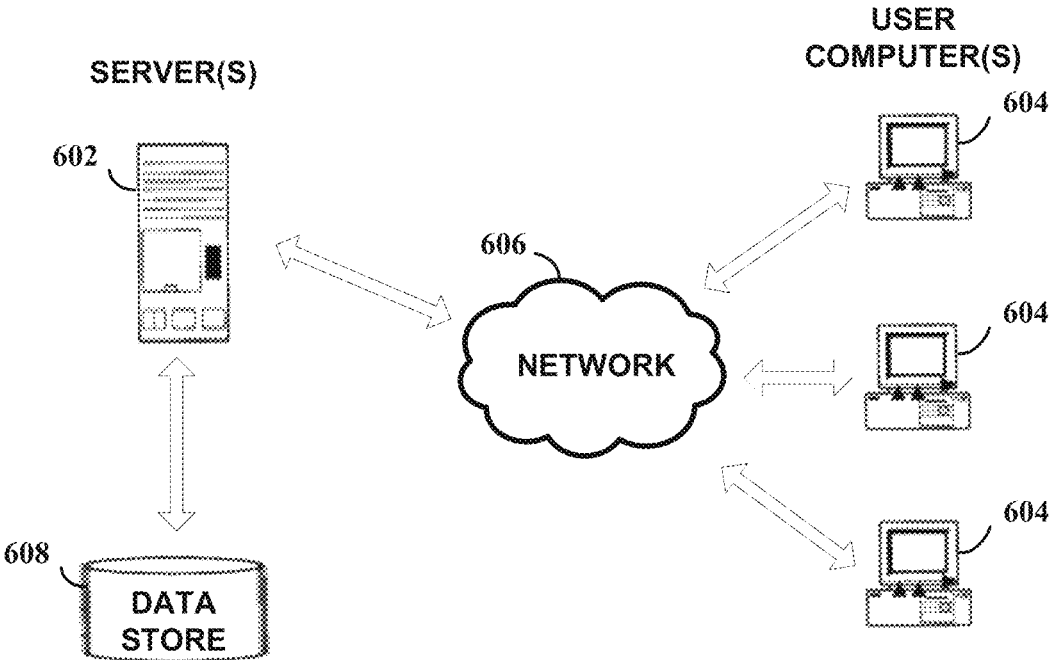 USER
COMPUTER(S)
SERVER(S)
604
602
606
604
NETWORK
604
608
DATA
STORE